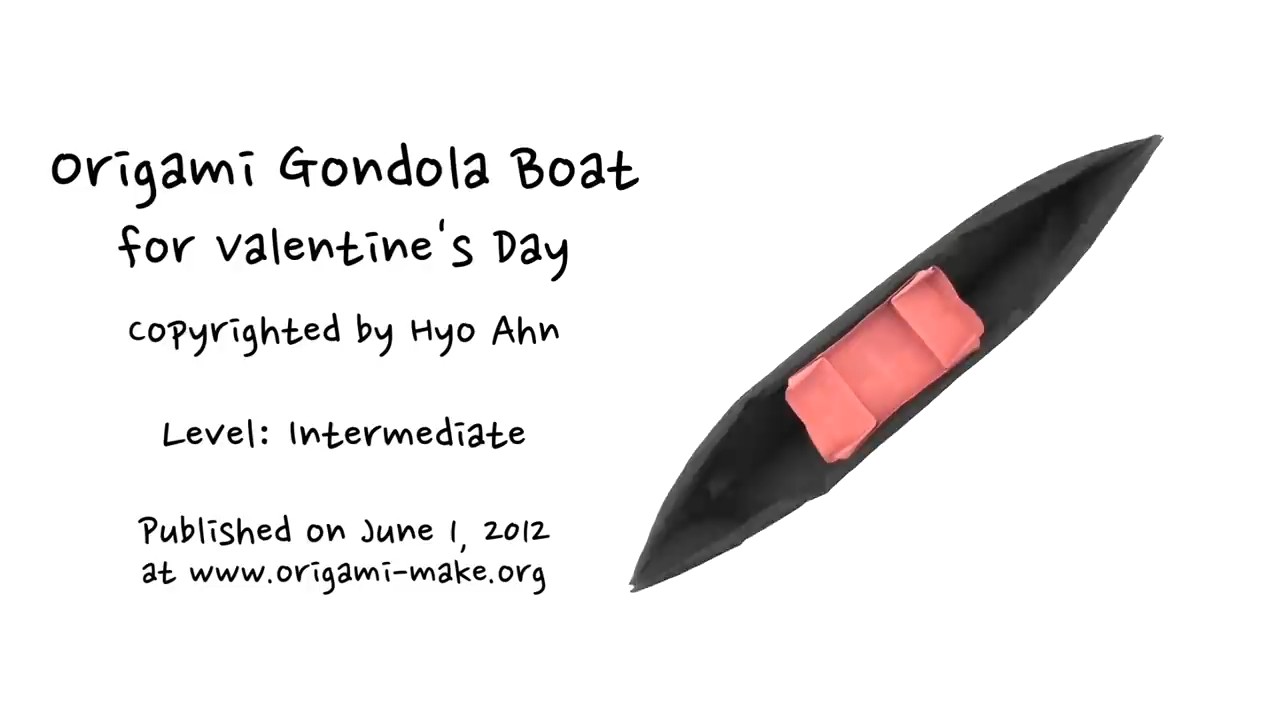 Origami Gondola Boat
for Valentine's Day
copyrighted by Hyo Ahn
Level: Intermediate
Published on June 1, 2012
at www.origami-make.org